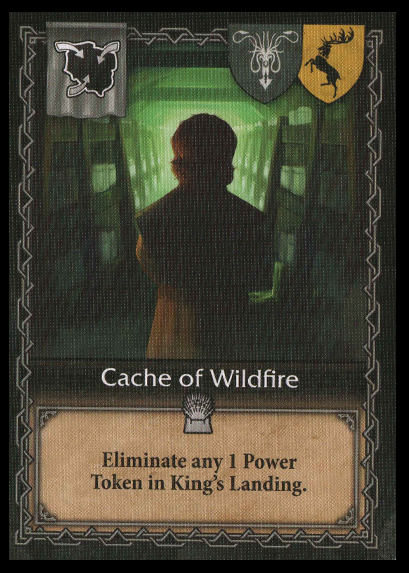 Cache of Wildfire
Eliminate any 1 Power
Token in King's Landing.